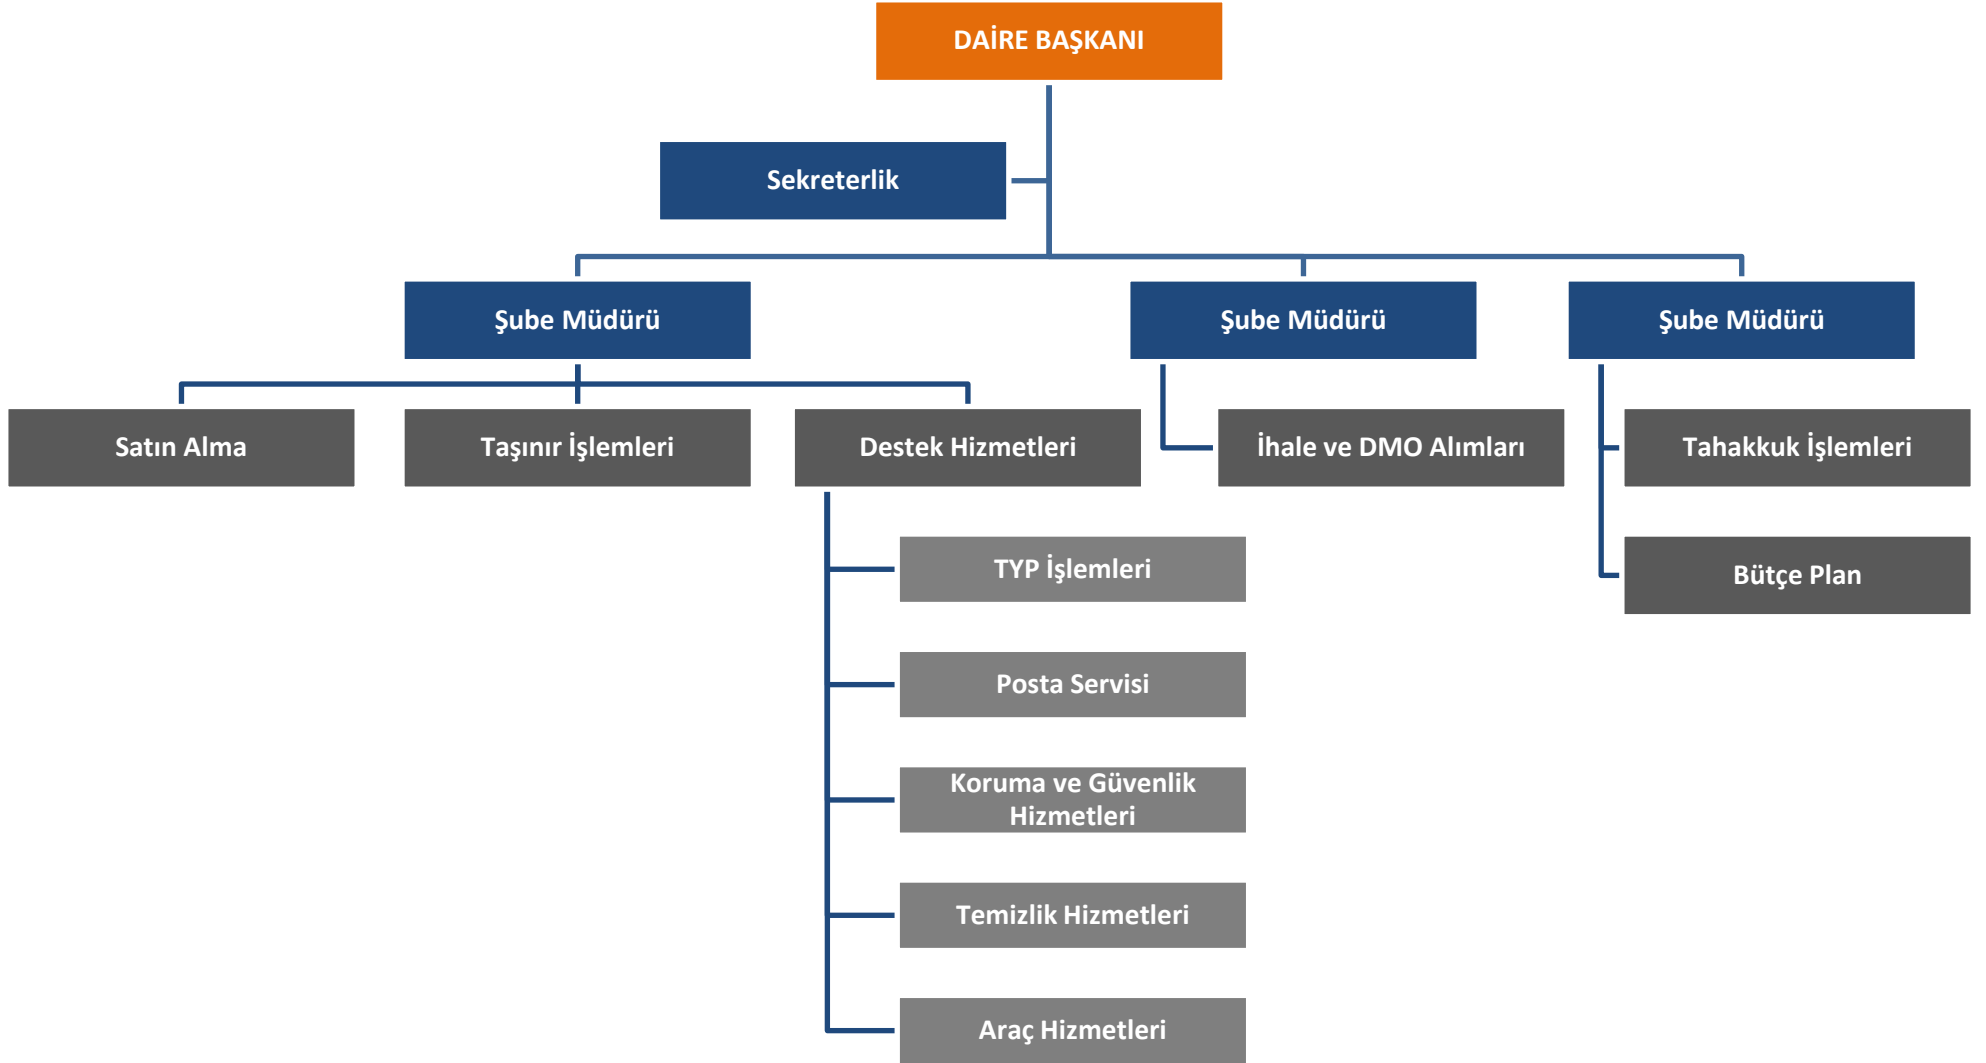 DAİRE BAŞKANI
Sekreterlik
Şube Müdürü
Şube Müdürü
Şube Müdürü
Satın Alma
Taşınır İşlemleri
Destek Hizmetleri
İhale ve DMO Alımları
Tahakkuk İşlemleri
TYP İşlemleri
Bütçe Plan
Posta Servisi
Koruma ve Güvenlik
Hizmetleri
Temizlik Hizmetleri
Araç Hizmetleri